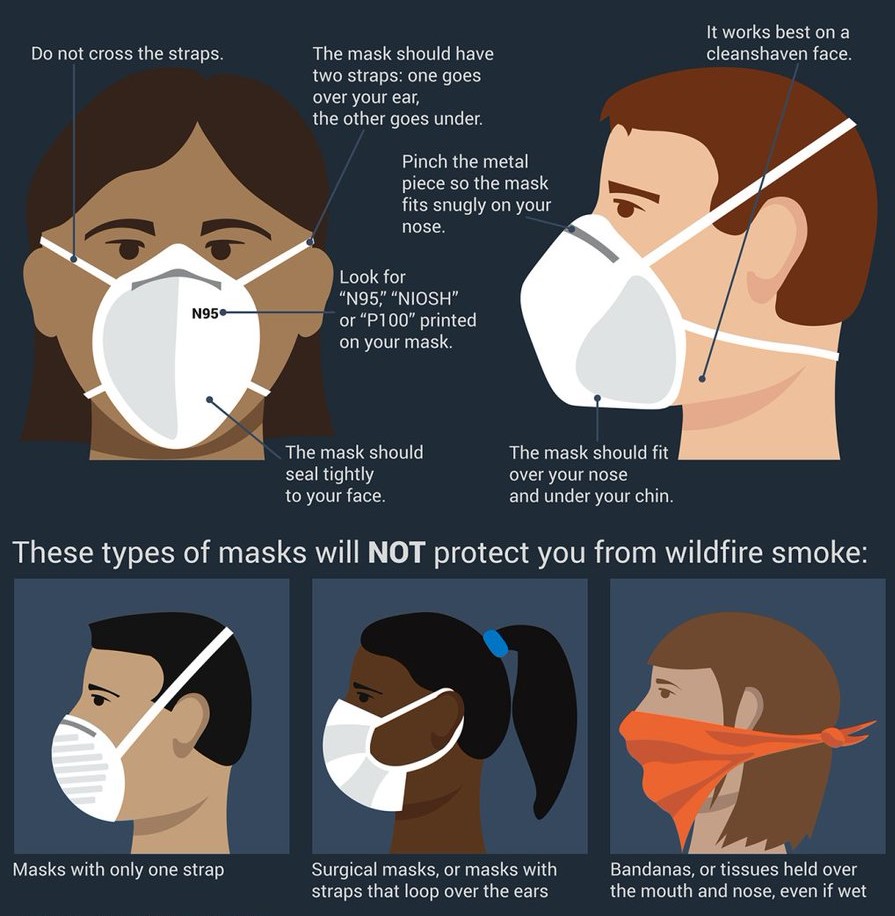 Do not cross the straps.
The mask should have
two straps: one goes
over your ear,
the other goes under.
It works best on a
cleanshaven face.
Pinch the metal
piece so the mask
fits snugly on your
nose.
Look for
“N95,” “NIOSH”
or “P100” printed
on your mask.
N95
The mask should
seal tightly
to your face.
The mask should fit
over your nose
and under your chin.
These types of masks will NOT protect you from wildfire smoke:
Masks with only one strap
Surgical masks, or masks with
straps that loop over the ears
Bandanas, or tissues held over
the mouth and nose, even if wet